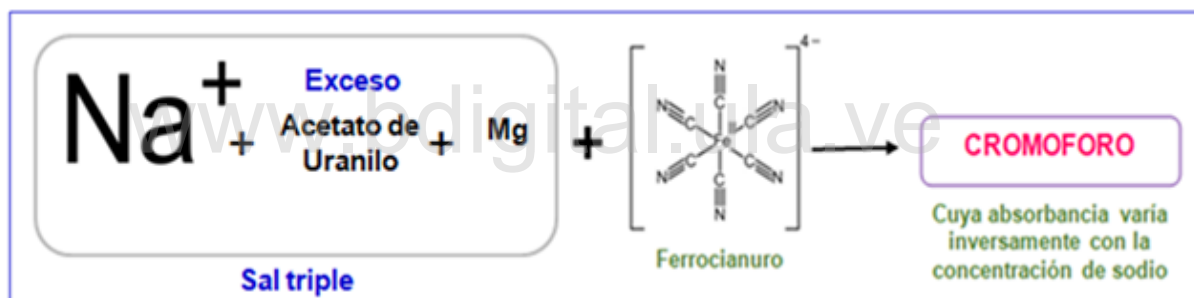 Na+ + Exceso
Acetato de
Uranilo + Mg
Sal triple
+
4–
N C
N C C N
Fe II
N C C N
C N
Ferrocianuro
CROMOFORO
Cuya absorbancia varía
inversamente con la
concentración de sodio
www.bdigital.ula.ve